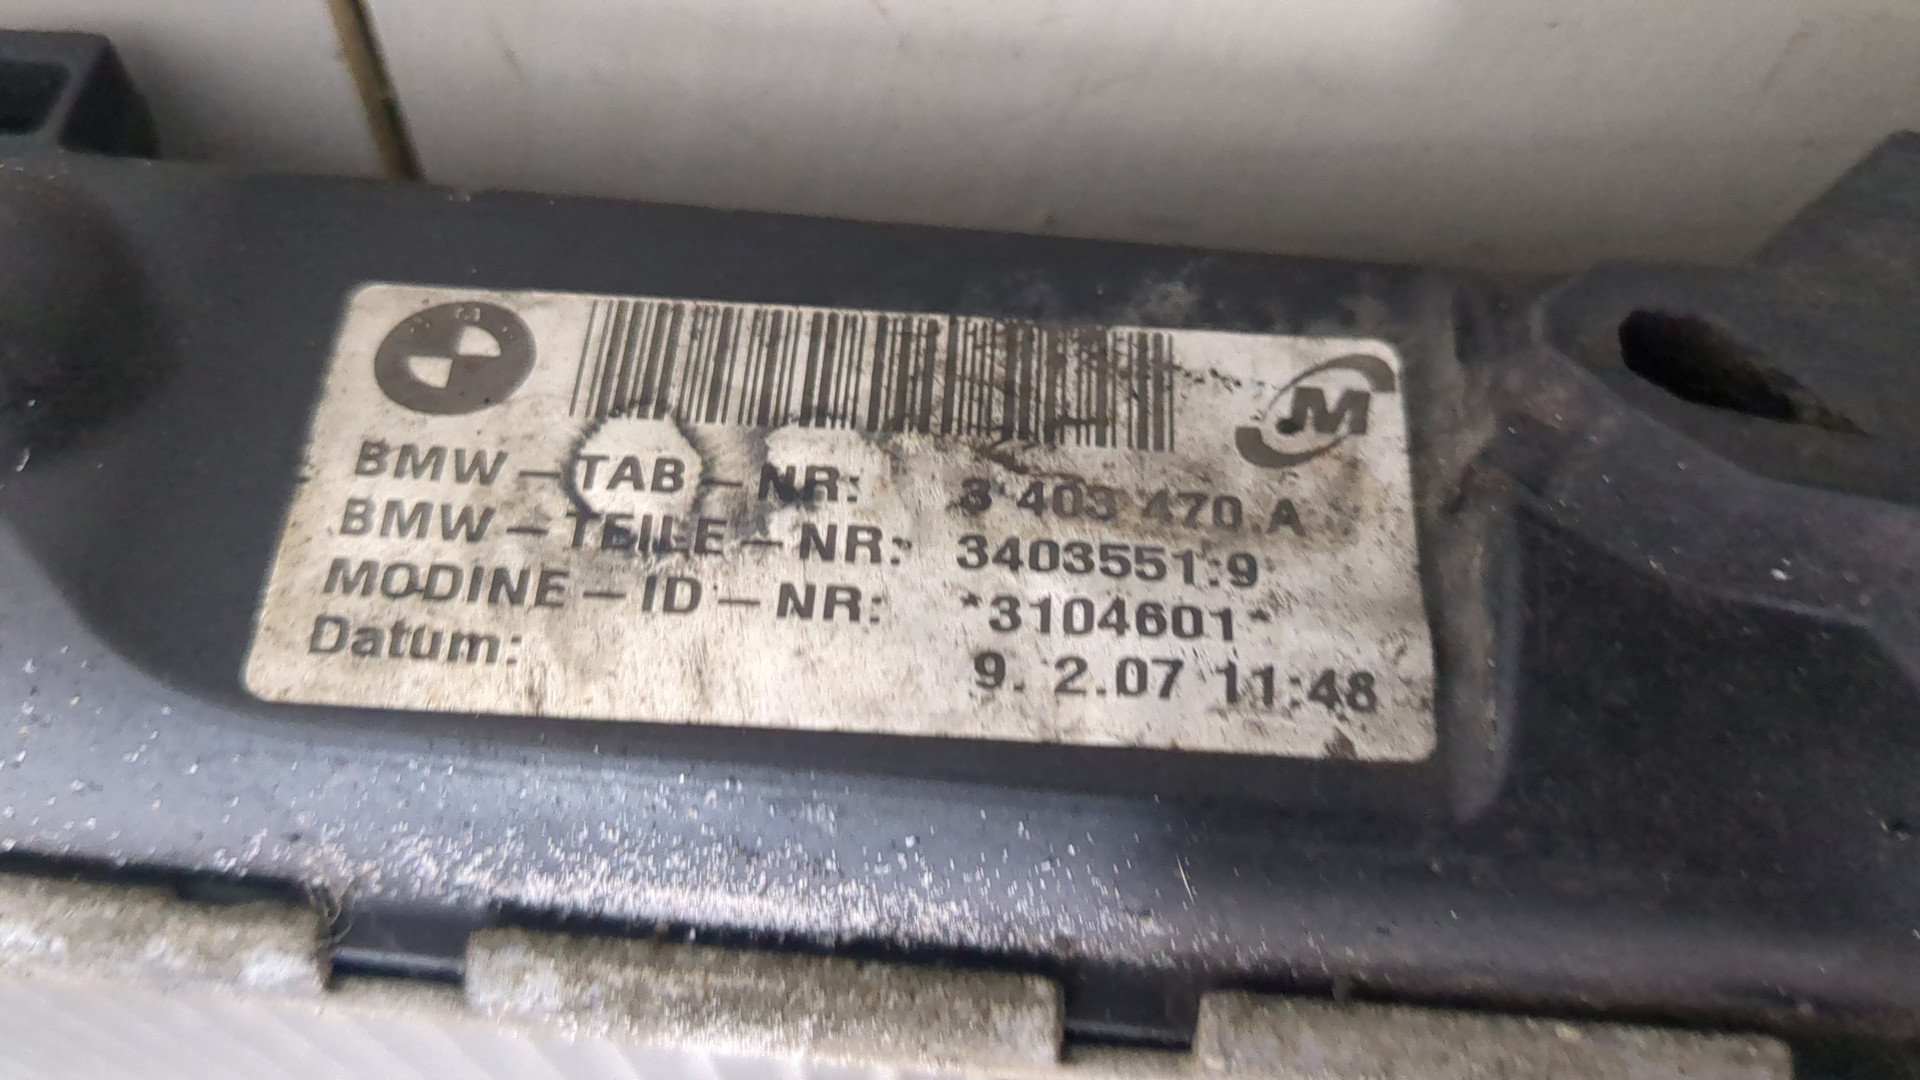 BMW-TAB-NR: 3 403 470.A
BMW-TEILE-NR: 3403551:9
MODINE-ID-NR: *3104601*
Datum: 9. 2.07 11:48